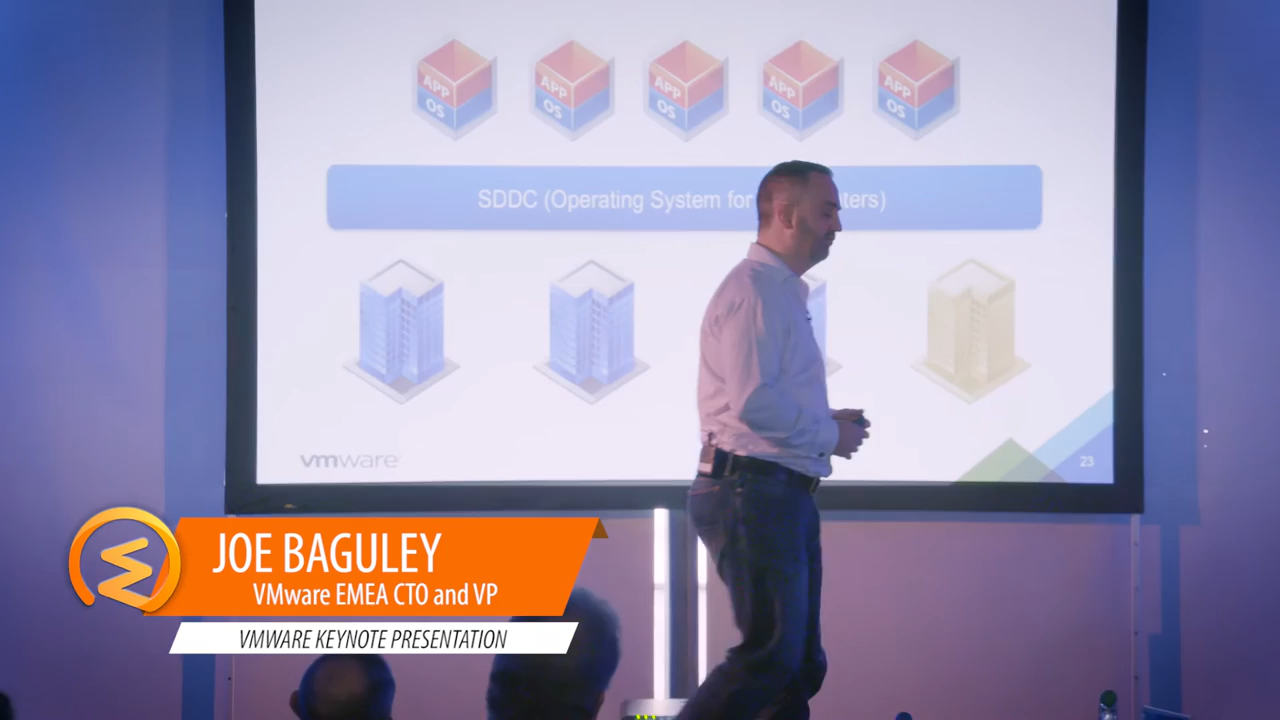 APP APP APP APP APP
OS OS OS OS OS
SDDC (Operating System for ters)
vmware
23
JOE BAGULEY
VMware EMEA CTO and VP
VMWARE KEYNOTE PRESENTATION